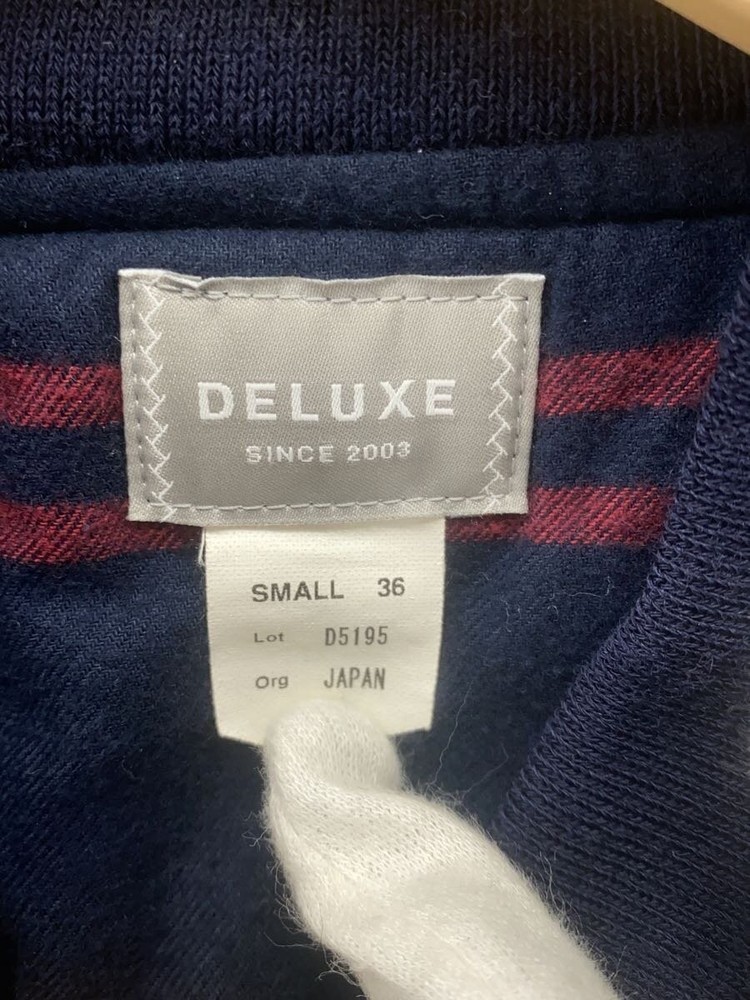 DELUXE
SINCE 2003
SMALL 36
Lot D5195
Org JAPAN